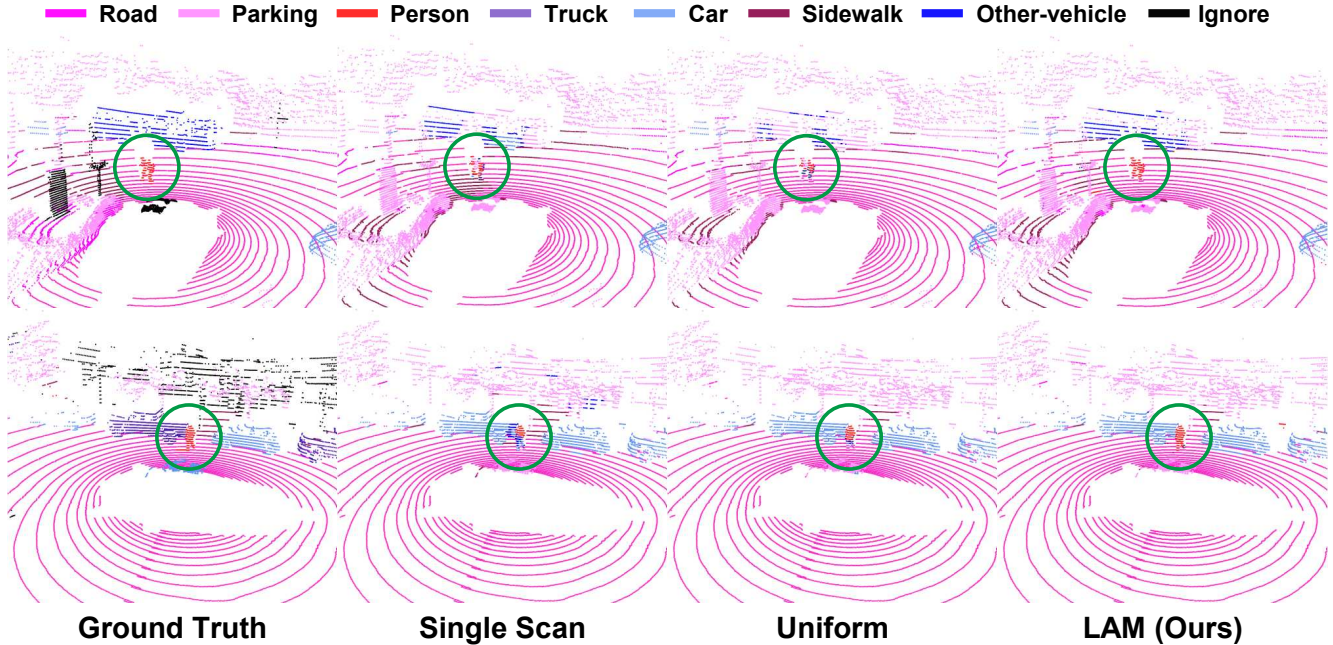 Road Parking Person Truck Car Sidewalk Other-vehicle Ignore
Ground Truth Single Scan Uniform LAM (Ours)